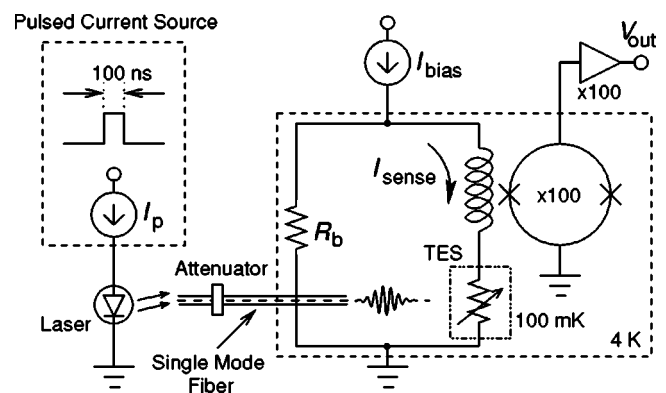 Pulsed Current Source
100 ns
I_p
Laser
Attenuator
Single Mode
Fiber
I_bias
I_sense
R_b
TES
100 mK
4 K
x100
x100
V_out